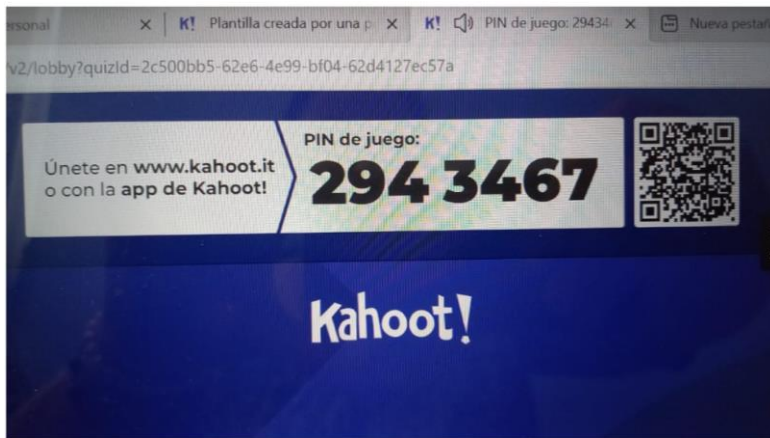 ersonal
K! Plantilla creada por una p
K! PIN de juego: 29434
Nueva pestañ
v2/lobby?quizId=2c500bb5-62e6-4e99-bf04-62d4127ec57a
Únete en www.kahoot.it
o con la app de Kahoot!
PIN de juego:
294 3467
Kahoot!